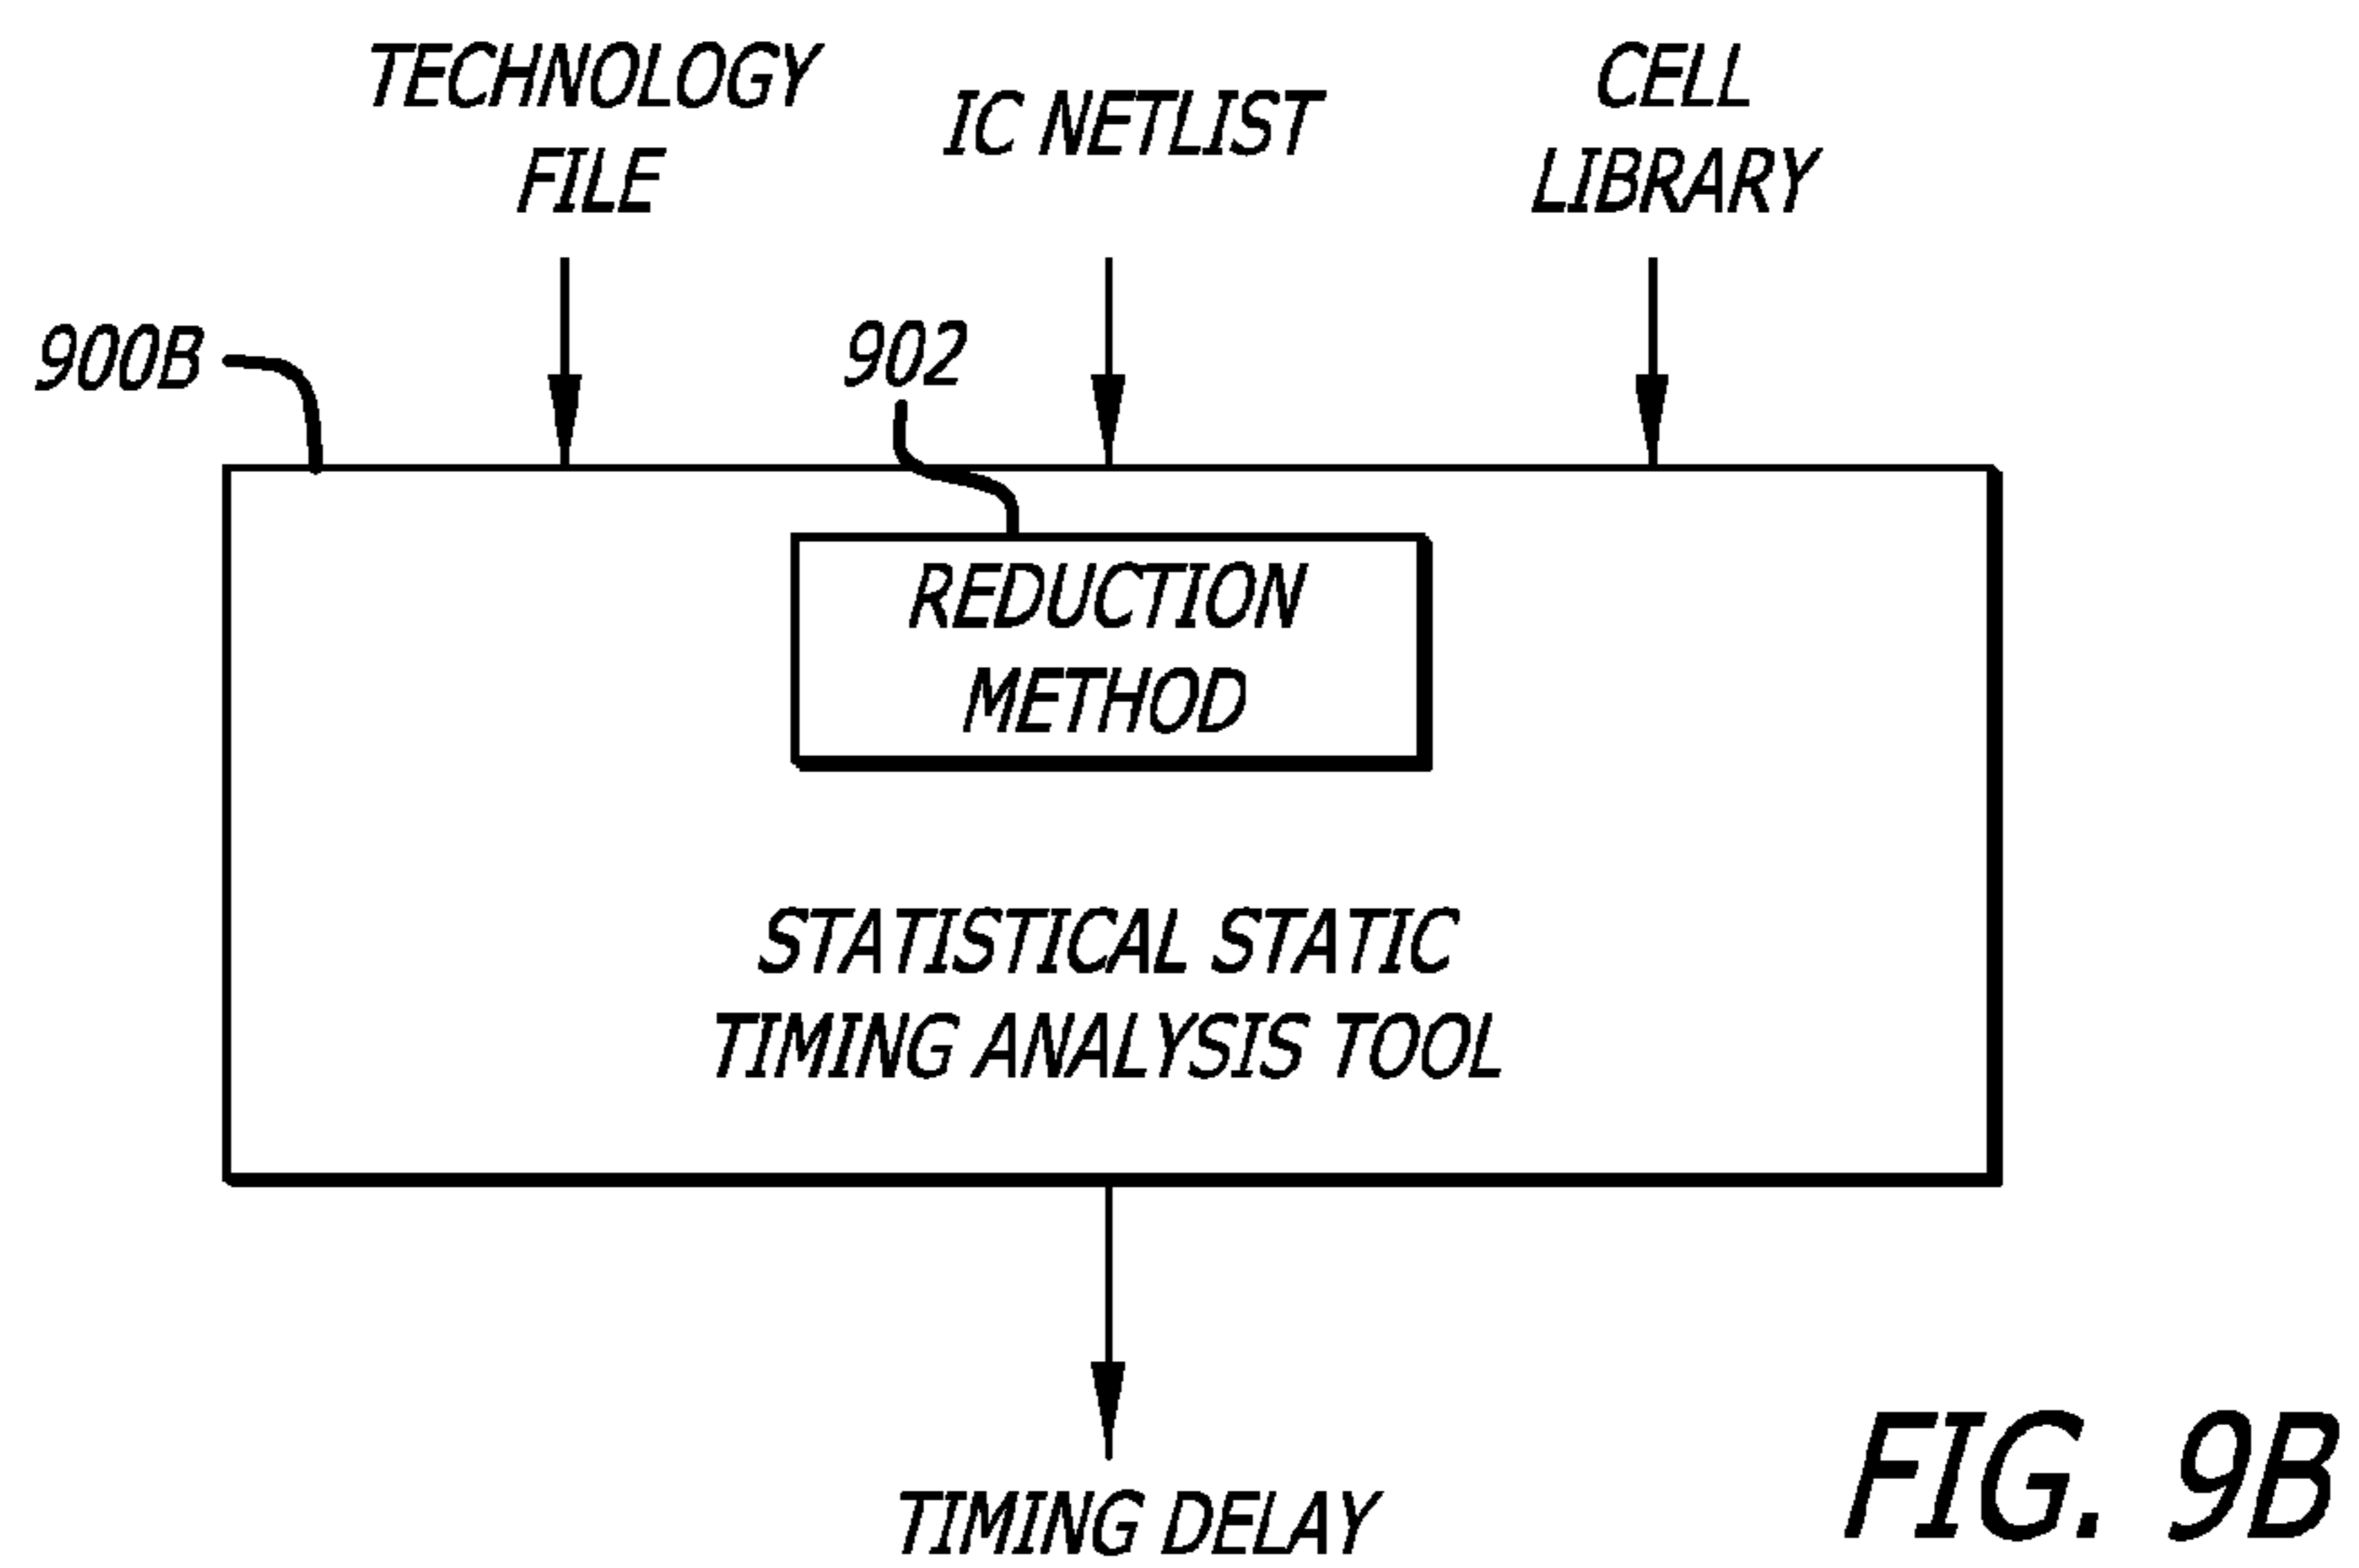 TECHNOLOGY
FILE
IC NETLIST
CELL
LIBRARY
900B
902
REDUCTION
METHOD
STATISTICAL STATIC
TIMING ANALYSIS TOOL
TIMING DELAY
FIG. 9B